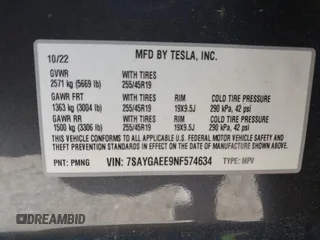 MFD BY TESLA, INC.
10/22
GVWR WITH TIRES
2571 kg (5669 lb) 255/45R19
GAWR FRT WITH TIRES RIM COLD TIRE PRESSURE
1363 kg (3004 lb) 255/45R19 19X9.5J 290 kPa, 42 psi
GAWR RR WITH TIRES RIM COLD TIRE PRESSURE
1500 kg (3306 lb) 255/45R19 19X9.5J 290 kPa, 42 psi
THIS VEHICLE CONFORMS TO ALL APPLICABLE
U.S. FEDERAL MOTOR VEHICLE SAFETY AND
THEFT PREVENTION STANDARDS IN EFFECT ON
THE DATE OF MANUFACTURE SHOWN ABOVE
PNT: PMNG VIN: 7SAYGAEE9NF574634 TYPE: MPV
DREAMBID